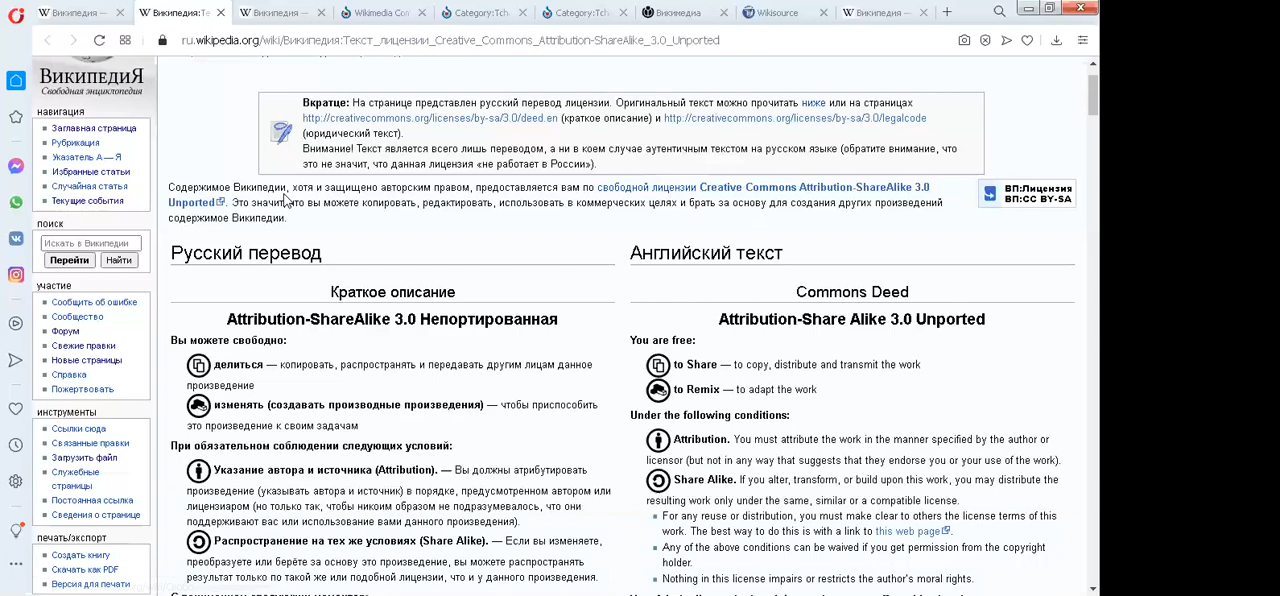 Википедия —
Википедия:Те
Википедия —
Wikimedia Con
Category:Tch
Category:Tch
Викимедиа
Wikisource
Википедия —
ru.wikipedia.org/wiki/Википедия:Текст_лицензии_Creative_Commons_Attribution-ShareAlike_3.0_Unported
ВИКИПЕДИЯ
Свободная энциклопедия
навигация
Заглавная страница
Рубрикация
Указатель А — Я
Избранные статьи
Случайная статья
Текущие события
поиск
Искать в Википедии
Перейти Найти
участие
Сообщить об ошибке
Сообщество
Форум
Свежие правки
Новые страницы
Справка
Пожертвовать
инструменты
Ссылки сюда
Связанные правки
Загрузить файл
Служебные
страницы
Постоянная ссылка
Сведения о странице
печать/экспорт
Создать книгу
Скачать как PDF
Версия для печати
Вкратце: На странице представлен русский перевод лицензии. Оригинальный текст можно прочитать ниже или на страницах
http://creativecommons.org/licenses/by-sa/3.0/deed.en (краткое описание) и http://creativecommons.org/licenses/by-sa/3.0/legalcode
(юридический текст).
Внимание! Текст является всего лишь переводом, а ни в коем случае аутентичным текстом на русском языке (обратите внимание, что
это не значит, что данная лицензия «не работает в России»).
Содержимое Википедии, хотя и защищено авторским правом, предоставляется вам по свободной лицензии Creative Commons Attribution-ShareAlike 3.0
Unported. Это значит, что вы можете копировать, редактировать, использовать в коммерческих целях и брать за основу для создания других произведений
содержимое Википедии.
ВП:Лицензия
ВП:CC BY-SA
Русский перевод
Краткое описание
Attribution-ShareAlike 3.0 Непортированная
Вы можете свободно:
делиться — копировать, распространять и передавать другим лицам данное
произведение
изменять (создавать производные произведения) — чтобы приспособить
это произведение к своим задачам
При обязательном соблюдении следующих условий:
Указание автора и источника (Attribution). — Вы должны атрибутировать
произведение (указывать автора и источник) в порядке, предусмотренном автором или
лицензиаром (но только так, чтобы никоим образом не подразумевалось, что они
поддерживают вас или использование вами данного произведения).
Распространение на тех же условиях (Share Alike). — Если вы изменяете,
преобразуете или берёте за основу это произведение, вы можете распространять
результат только по такой же или подобной лицензии, что и у данного произведения.
Английский текст
Commons Deed
Attribution-Share Alike 3.0 Unported
You are free:
to Share — to copy, distribute and transmit the work
to Remix — to adapt the work
Under the following conditions:
Attribution. You must attribute the work in the manner specified by the author or
licensor (but not in any way that suggests that they endorse you or your use of the work).
Share Alike. If you alter, transform, or build upon this work, you may distribute the
resulting work only under the same, similar or a compatible license.
For any reuse or distribution, you must make clear to others the license terms of this
work. The best way to do this is with a link to this web page.
Any of the above conditions can be waived if you get permission from the copyright
holder.
Nothing in this license impairs or restricts the author's moral rights.